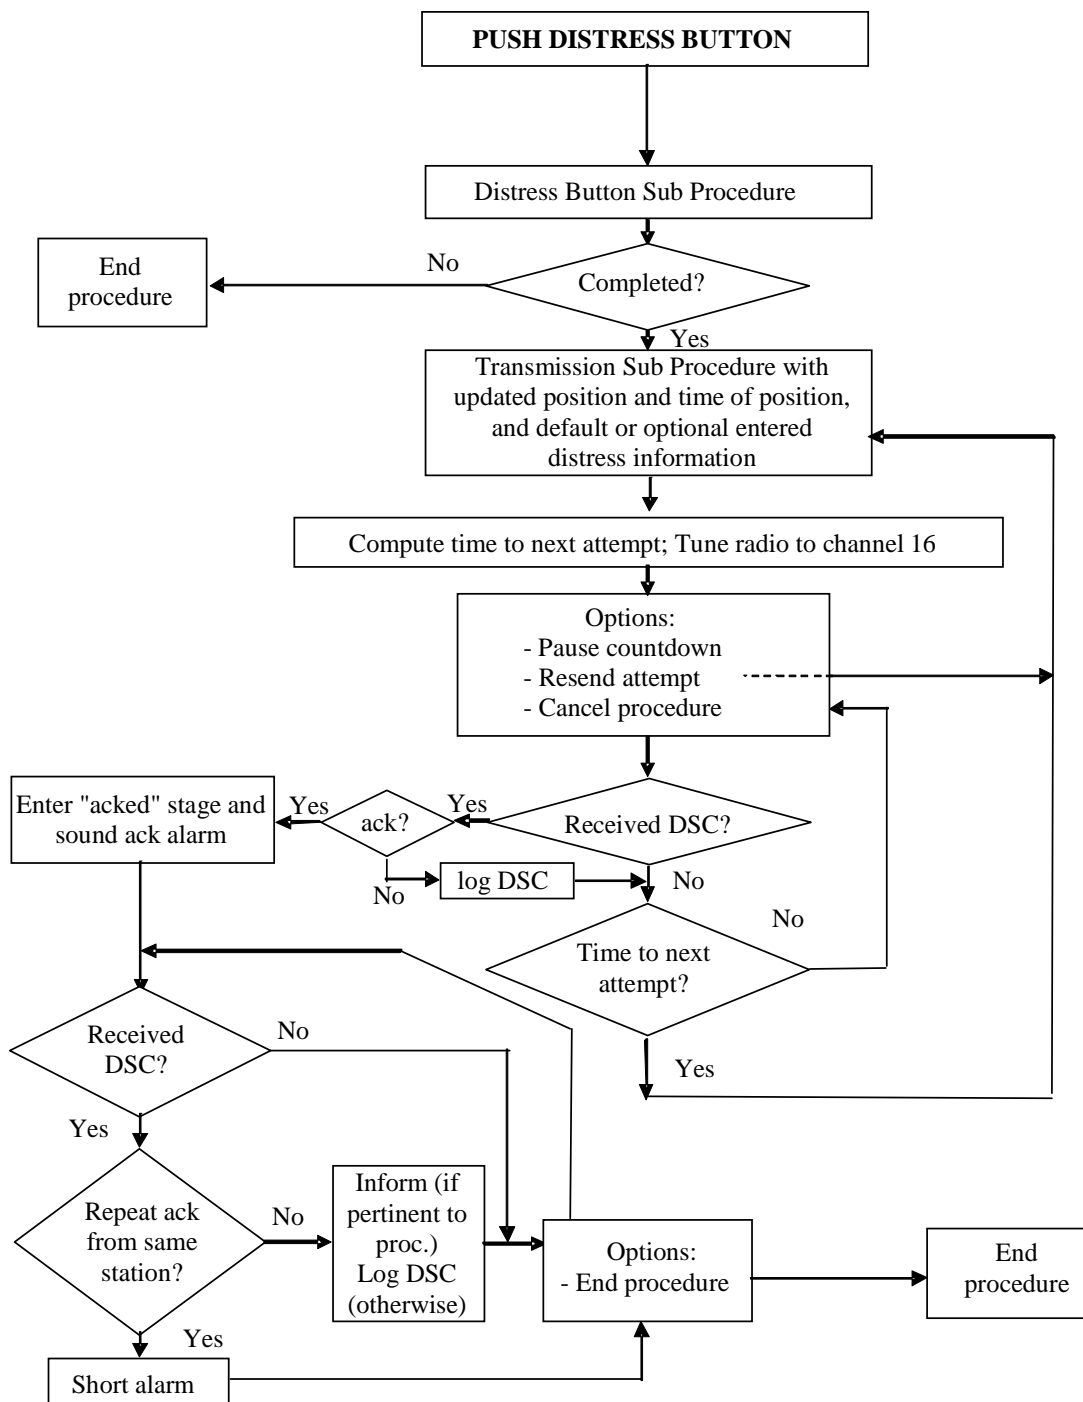 PUSH DISTRESS BUTTON
Distress Button Sub Procedure
End
procedure
No
Completed?
Yes
Transmission Sub Procedure with
updated position and time of position,
and default or optional entered
distress information
Compute time to next attempt; Tune radio to channel 16
Options:
- Pause countdown
- Resend attempt
- Cancel procedure
Enter "acked" stage and
sound ack alarm
Yes
ack?
Yes
Received DSC?
No
log DSC
No
Time to next
attempt?
No
Yes
Received
DSC?
No
Yes
Repeat ack
from same
station?
No
Inform (if
pertinent to
proc.)
Log DSC
(otherwise)
Options:
- End procedure
End
procedure
Yes
Short alarm